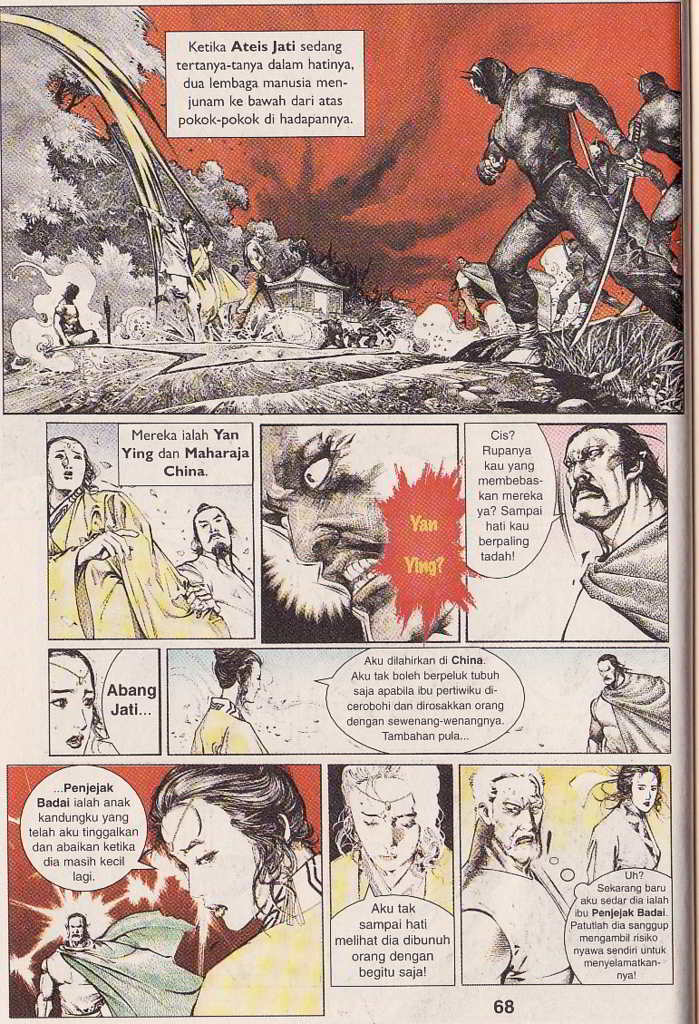 Ketika Ateis Jati sedang
tertanya-tanya dalam hatinya,
dua lembaga manusia men-
junam ke bawah dari atas
pokok-pokok di hadapannya.
Mereka ialah Yan
Ying dan Maharaja
China.
Yan
Ying?
Cis?
Rupanya
kau yang
membebas-
kan mereka
ya? Sampai
hati kau
berpaling
tadah!
Abang
Jati...
Aku dilahirkan di China.
Aku tak boleh berpeluk tubuh
saja apabila ibu pertiwiku di-
cerobohi dan dirosakkan orang
dengan sewenang-wenangnya.
Tambahan pula...
...Penjejak
Badai ialah anak
kandungku yang
telah aku tinggalkan
dan abaikan ketika
dia masih kecil
lagi.
Aku tak
sampai hati
melihat dia dibunuh
orang dengan
begitu saja!
Uh?
Sekarang baru
aku sedar dia ialah
ibu Penjejak Badai.
Patutlah dia sanggup
mengambil risiko
nyawa sendiri untuk
menyelamatkan-
nya!
68